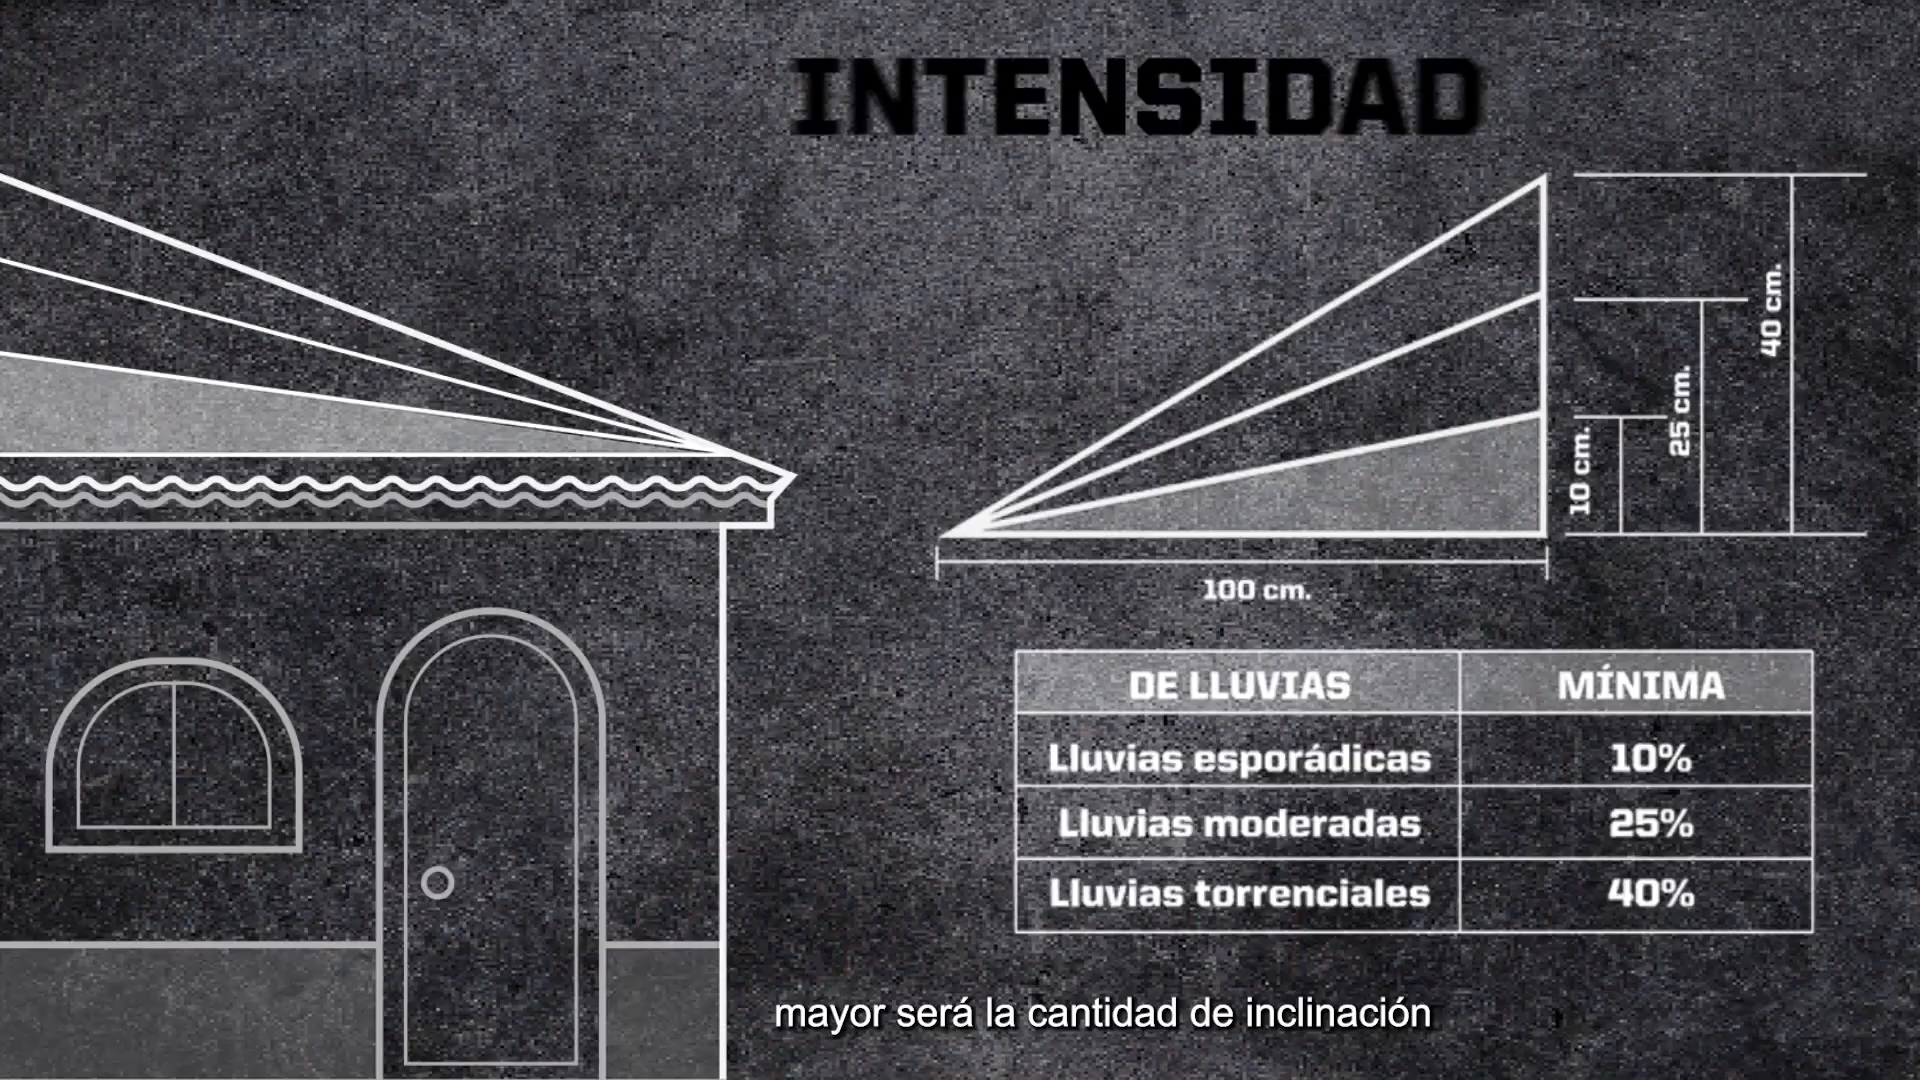 INTENSIDAD
40 cm.
25 cm.
10 cm.
100 cm.
DE LLUVIAS MÍNIMA
Lluvias esporádicas 10%
Lluvias moderadas 25%
Lluvias torrenciales 40%
mayor será la cantidad de inclinación